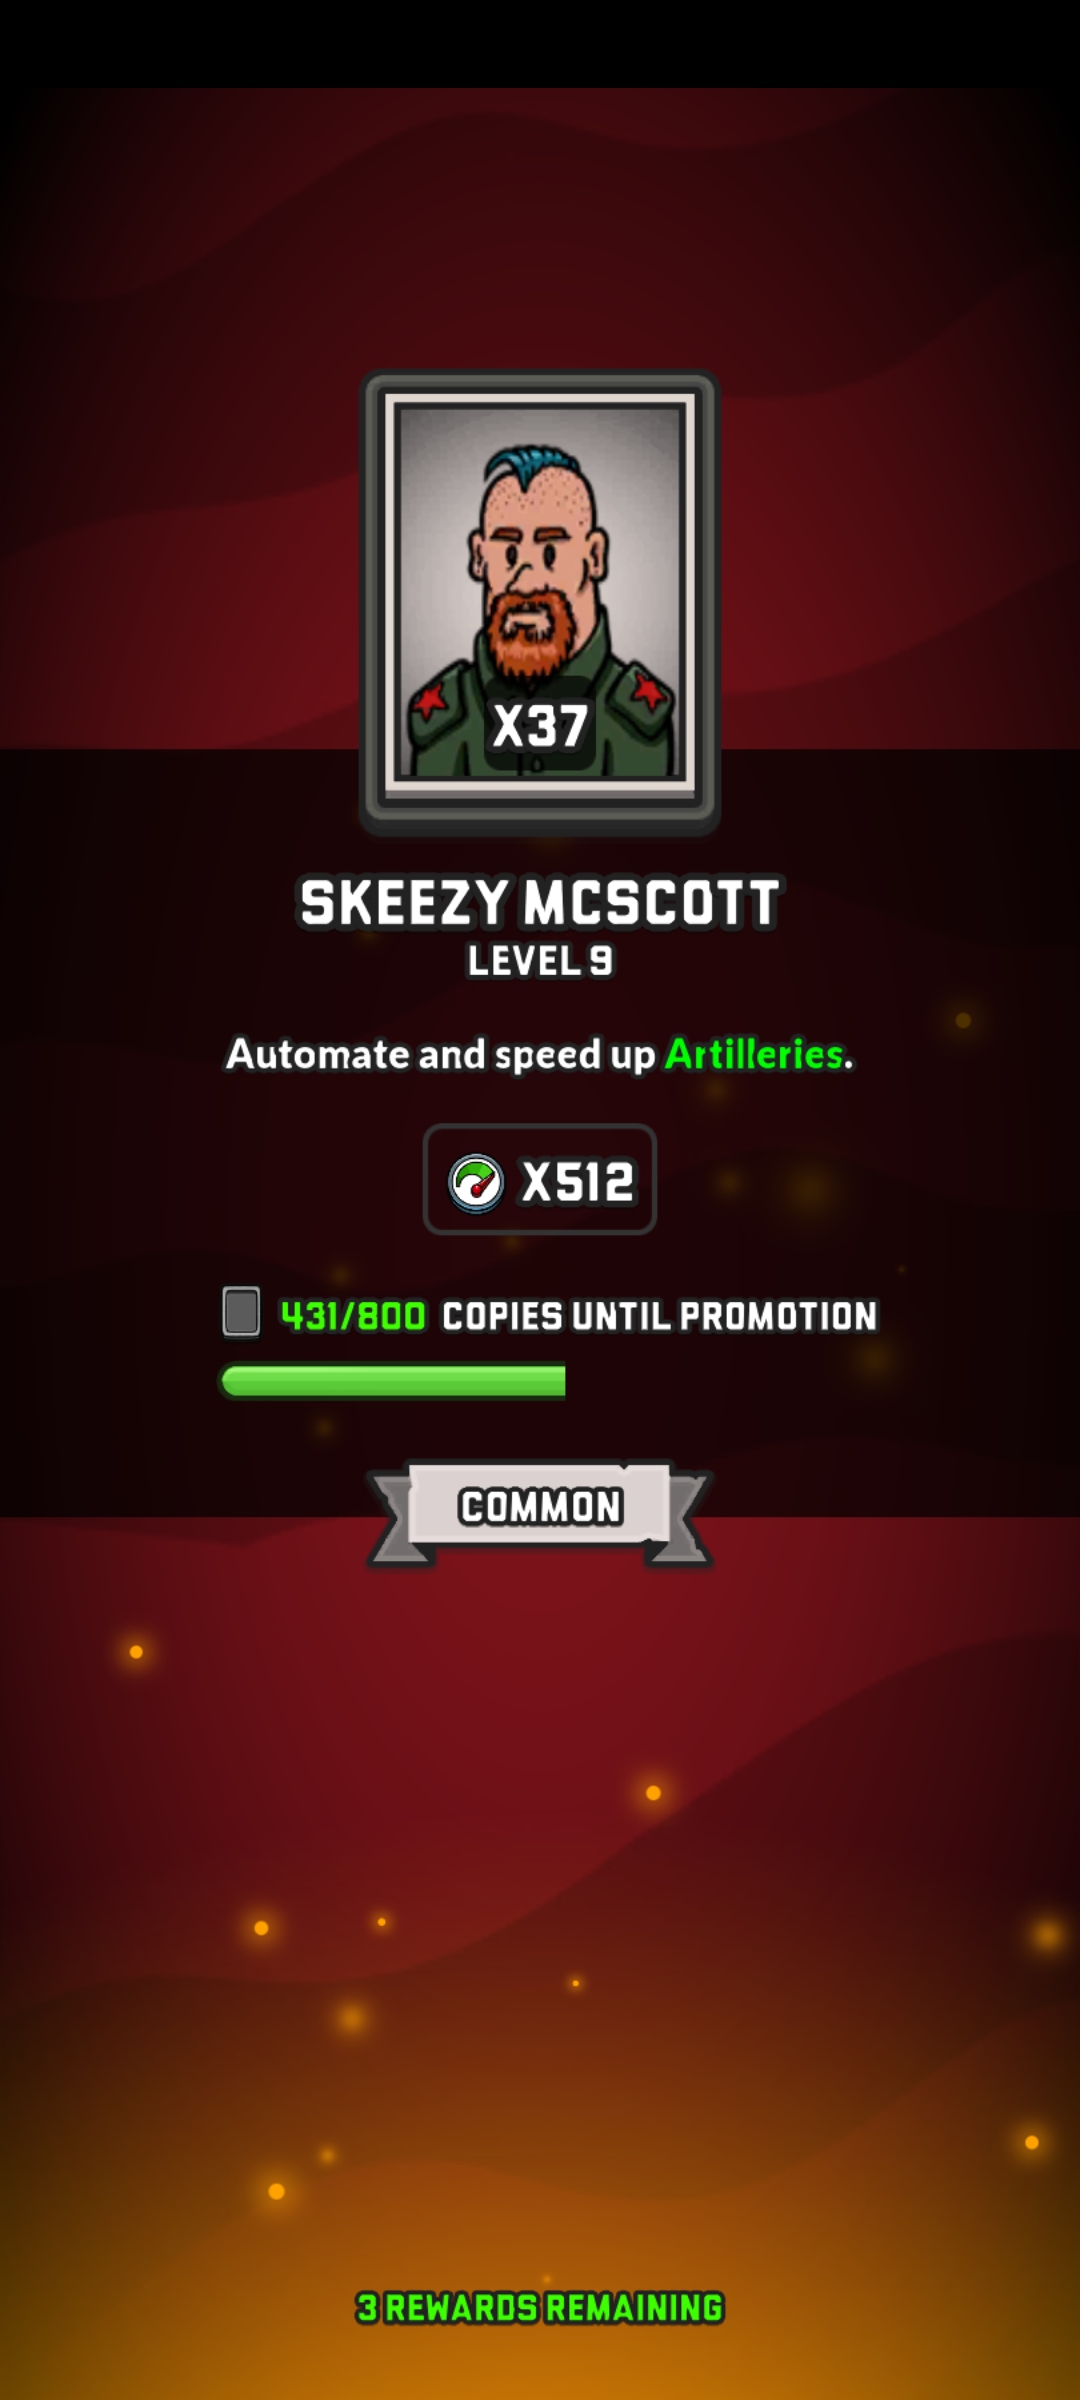 X37
SKEEZY MCSCOTT
LEVEL 9
Automate and speed up Artilleries.
X512
431/800 COPIES UNTIL PROMOTION
COMMON
3 REWARDS REMAINING